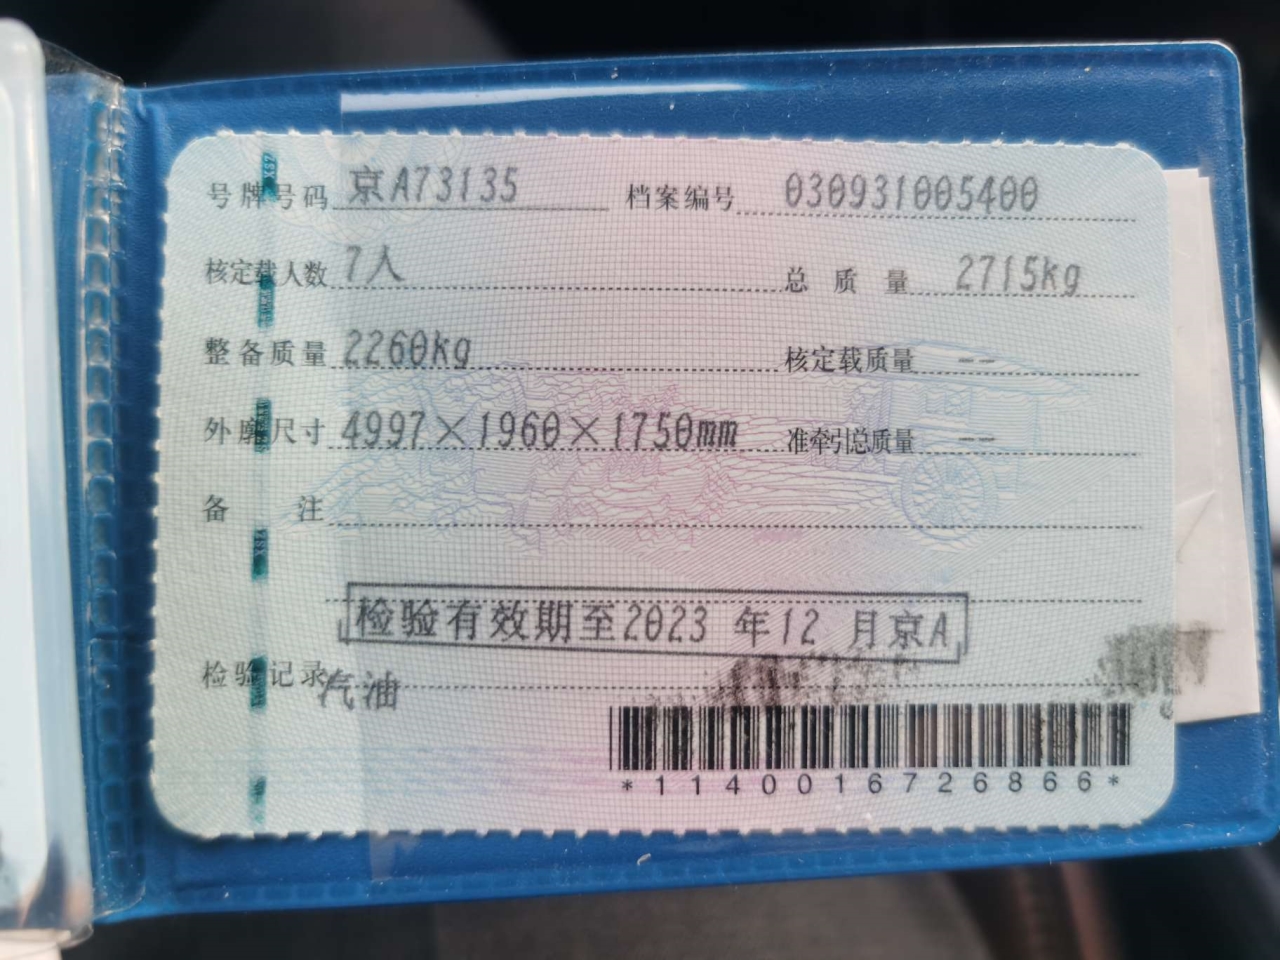 号牌号码 京A73135 档案编号 030931005400
核定载人数 7人 总质量 2715kg
整备质量 2260kg 核定载质量 --
外廓尺寸 4997×1960×1750mm 准牵引总质量 --
备注
检验有效期至2023 年12 月京A
检验记录 汽油
*1140016726866*